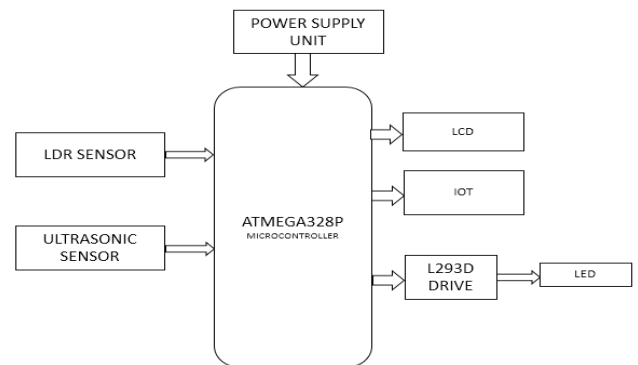 POWER SUPPLY
UNIT
LDR SENSOR
ULTRASONIC
SENSOR
ATMEGA328P
MICROCONTROLLER
LCD
IOT
L293D
DRIVE
LED